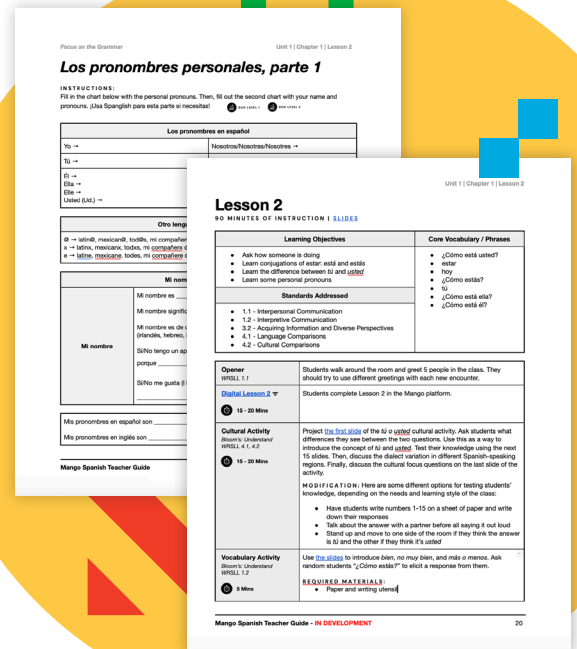 Focus on the Grammar
Unit 1 | Chapter 1 | Lesson 2
Los pronombres personales, parte 1
INSTRUCTIONS:
Fill in the chart below with the personal pronouns. Then, fill out the second chart with your name and
pronouns. ¡Usa Spanglish para esta parte si necesitas!
DOK LEVEL 1
DOK LEVEL 2
Los pronombres en español
Yo →
Nosotros/Nosotras/Nosotres →
Tú →
Él →
Ella →
Elle →
Usted (Ud.) →
@ → latin@, mexican@, tod@s, mi compañer
x → latinx, mexicanx, todxs, mi compañerx
e → latine, mexicane, todes, mi compañere
Mi nombre
Mi nombre es
Mi nombre
(irlandés, hebreo,
Sí/No tengo un
porque
Sí/No me gusta
Mis pronombres en español son
Mis pronombres en inglés son
Mango Spanish Teacher Guide
Unit 1 | Chapter 1 | Lesson 2
Lesson 2
90 MINUTES OF INSTRUCTION | SLIDES
Learning Objectives
Core Vocabulary / Phrases
● Ask how someone is doing
● Learn conjugations of estar: está and estás
● Learn the difference between tú and usted
● Learn some personal pronouns
● ¿Cómo está usted?
● estar
● hoy
● ¿Cómo estás?
● tú
● ¿Cómo está ella?
● ¿Cómo está él?
Standards Addressed
● 1.1 - Interpersonal Communication
● 1.2 - Interpretive Communication
● 3.2 - Acquiring Information and Diverse Perspectives
● 4.1 - Language Comparisons
● 4.2 - Cultural Comparisons
Opener
WRSLL 1.1
Students walk around the room and greet 5 people in the class. They
should try to use different greetings with each new encounter.
Digital Lesson 2
15 - 20 Mins
Students complete Lesson 2 in the Mango platform.
Cultural Activity
Bloom's: Understand
WRSLL 4.1, 4.2
15 - 20 Mins
Project the first slide of the tú o usted cultural activity. Ask students what
differences they see between the two questions. Use this as a way to
introduce the concept of tú and usted. Test their knowledge using the next
15 slides. Then, discuss the dialect variation in different Spanish-speaking
regions. Finally, discuss the cultural focus questions on the last slide of the
activity.
MODIFICATION: Here are some different options for testing students'
knowledge, depending on the needs and learning style of the class:
● Have students write numbers 1-15 on a sheet of paper and write
down their responses
● Talk about the answer with a partner before all saying it out loud
● Stand up and move to one side of the room if they think the answer
is tú and the other if they think it's usted
Vocabulary Activity
Bloom's: Understand
WRSLL 1.2
5 Mins
Use the slides to introduce bien, no muy bien, and más o menos. Ask
random students "¿Cómo estás?" to elicit a response from them.
REQUIRED MATERIALS:
● Paper and writing utensil
Mango Spanish Teacher Guide - IN DEVELOPMENT
20